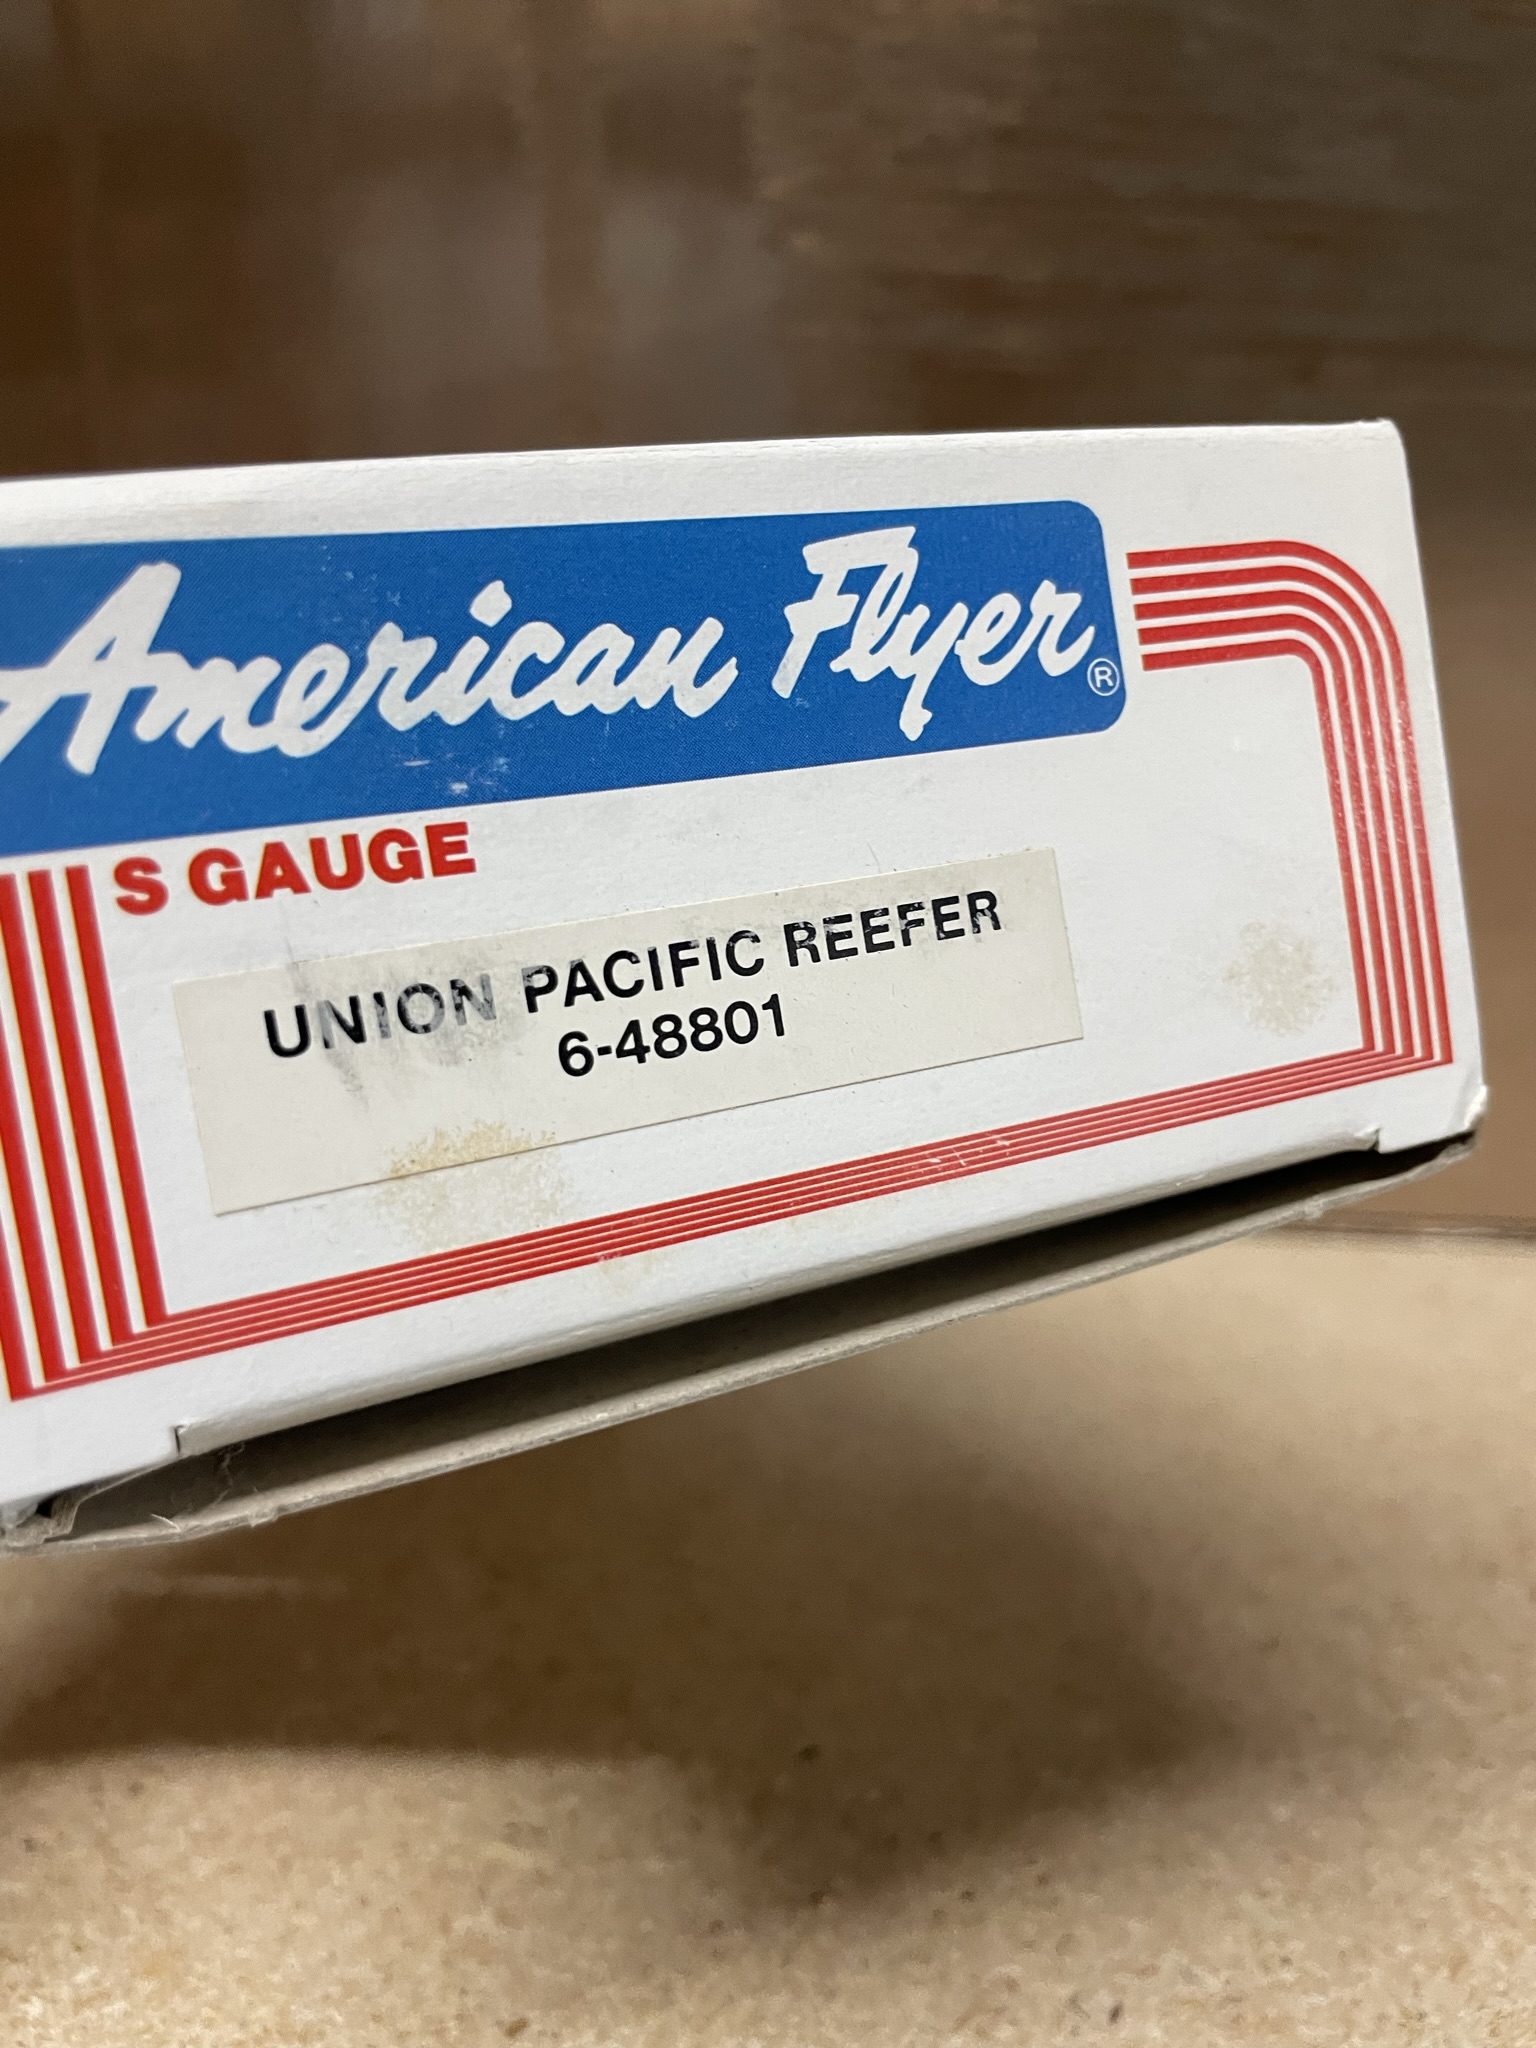 American Flyer®
S GAUGE
UNION PACIFIC REEFER
6-48801